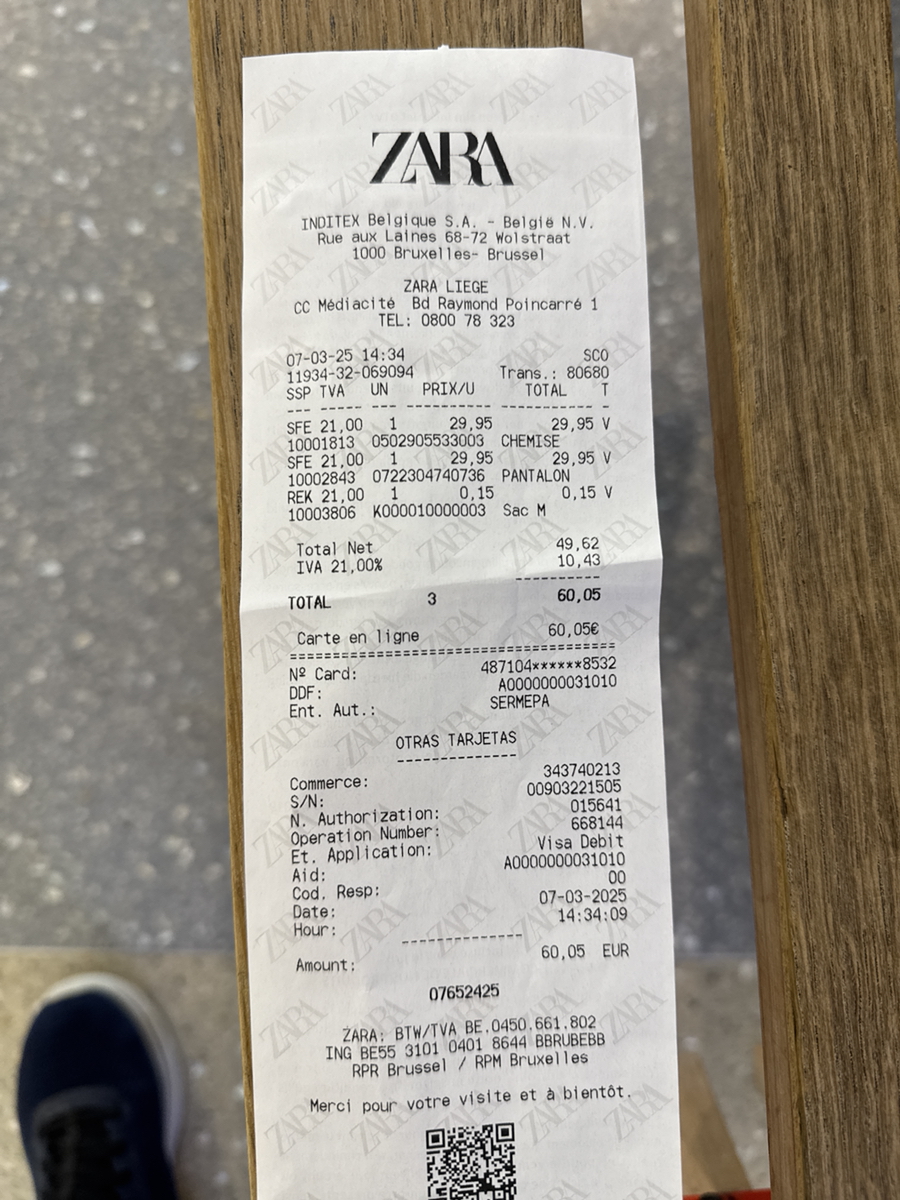 ZARA
INDITEX Belgique S.A. - België N.V.
Rue aux Laines 68-72 Wolstraat
1000 Bruxelles- Brussel
ZARA LIEGE
CC Médiacité Bd Raymond Poincarré 1
TEL: 0800 78 323
07-03-25 14:34 SCO
11934-32-069094 Trans.: 80680
SSP TVA UN PRIX/U TOTAL T
--- ----- --- -------- ----------- -
SFE 21,00 1 29,95 29,95 V
10001813 0502905533003 CHEMISE
SFE 21,00 1 29,95 29,95 V
10002843 0722304740736 PANTALON
REK 21,00 1 0,15 0,15 V
10003806 K000010000003 Sac M
Total Net 49,62
IVA 21,00% 10,43
----------
TOTAL 3 60,05
Carte en ligne 60,05€
========================================
Nº Card: 487104******8532
DDF: A0000000031010
Ent. Aut.: SERMEPA
OTRAS TARJETAS
--------------
Commerce: 343740213
S/N: 00903221505
N. Authorization: 015641
Operation Number: 668144
Et. Application: Visa Debit
Aid: A0000000031010
Cod. Resp: 00
Date: 07-03-2025
Hour: 14:34:09
--------------
Amount: 60,05 EUR
07652425
ZARA: BTW/TVA BE.0450.661.802
ING BE55 3101 0401 8644 BBRUBEBB
RPR Brussel / RPM Bruxelles
Merci pour votre visite et à bientôt.